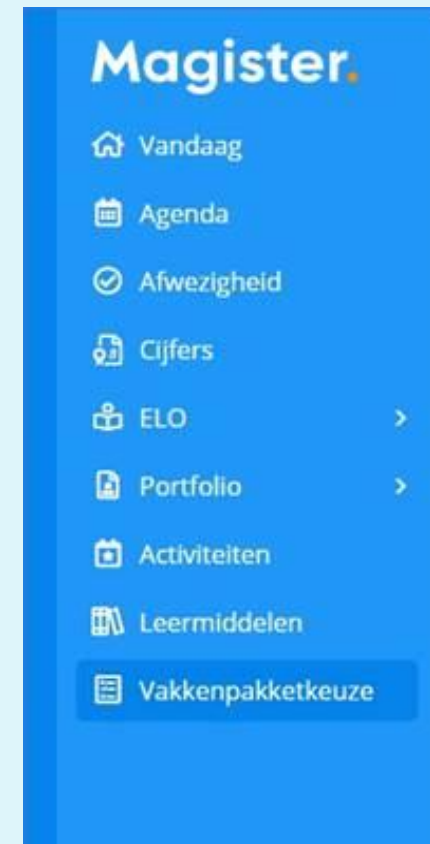 Magister.
Vandaag
Agenda
Afwezigheid
Cijfers
ELO
Portfolio
Activiteiten
Leermiddelen
Vakkenpakketkeuze